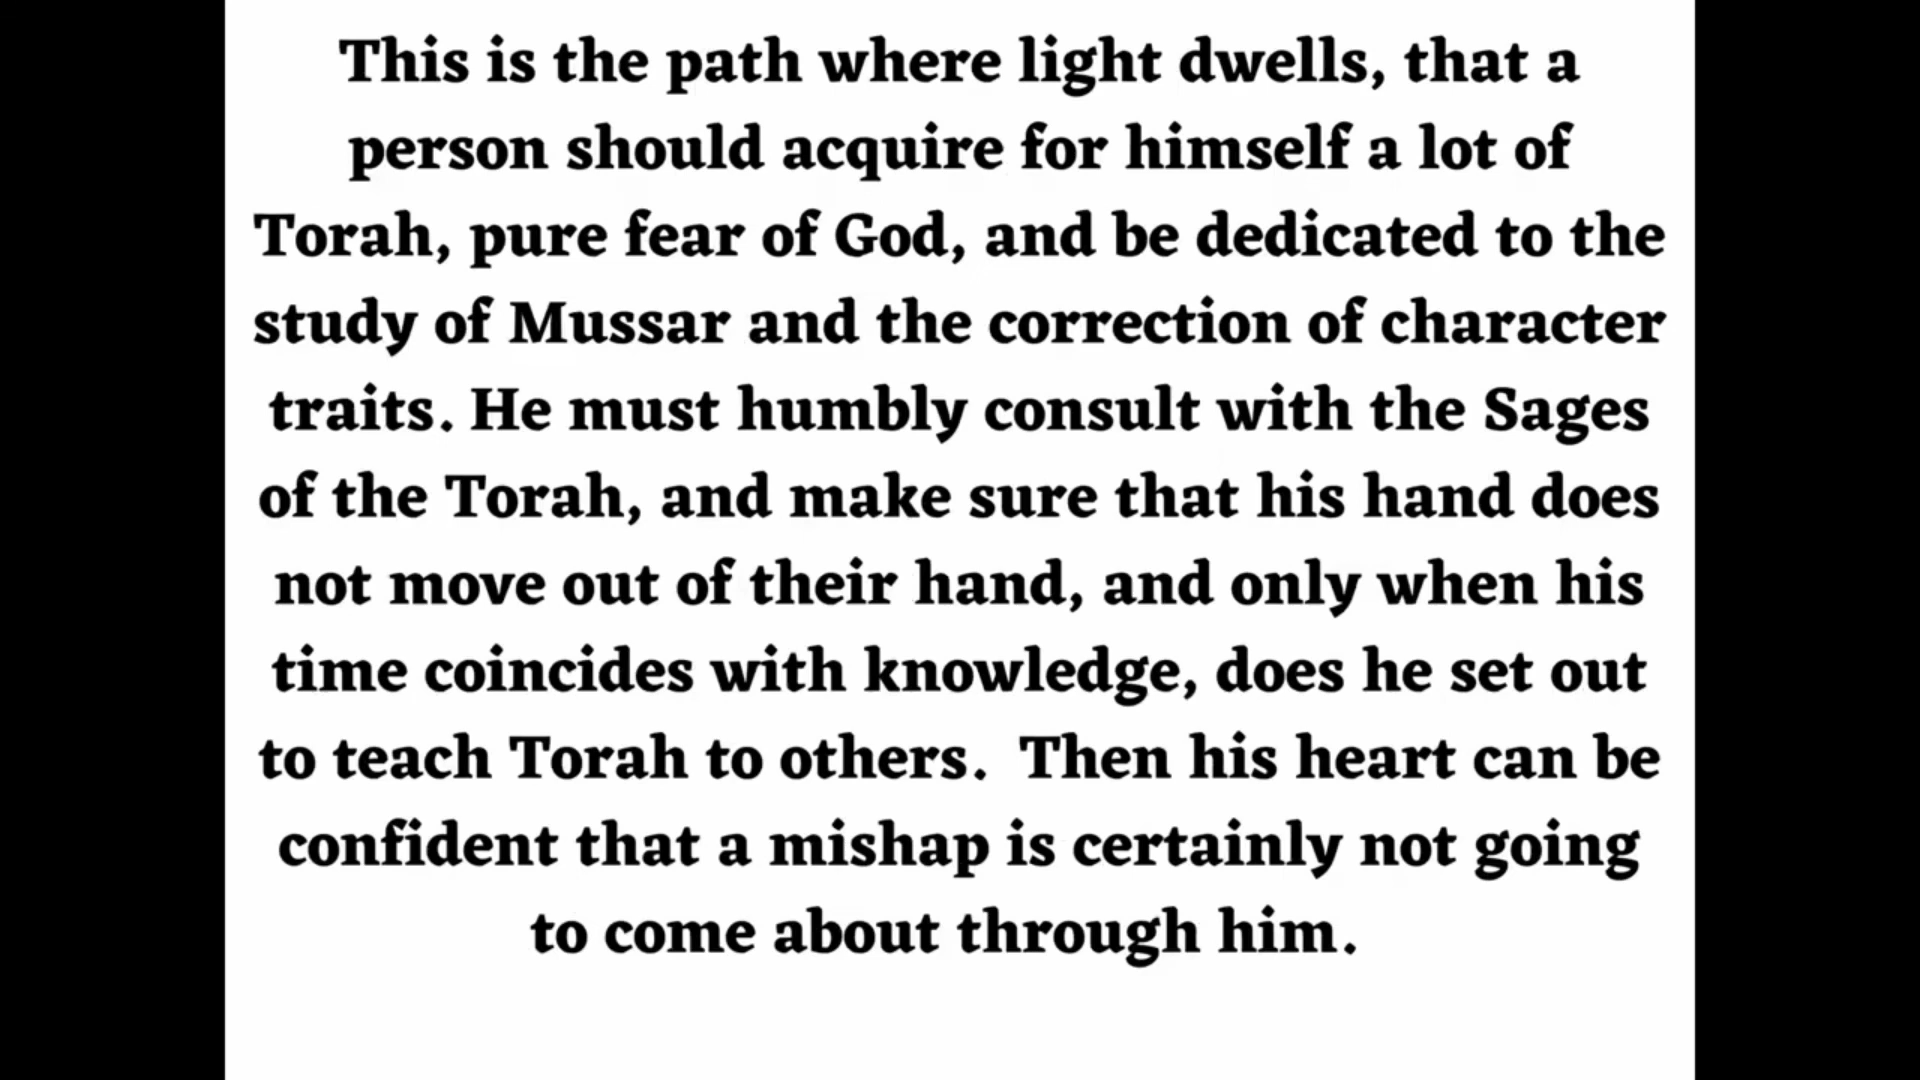 This is the path where light dwells, that a
person should acquire for himself a lot of
Torah, pure fear of God, and be dedicated to the
study of Mussar and the correction of character
traits. He must humbly consult with the Sages
of the Torah, and make sure that his hand does
not move out of their hand, and only when his
time coincides with knowledge, does he set out
to teach Torah to others.  Then his heart can be
confident that a mishap is certainly not going
to come about through him.